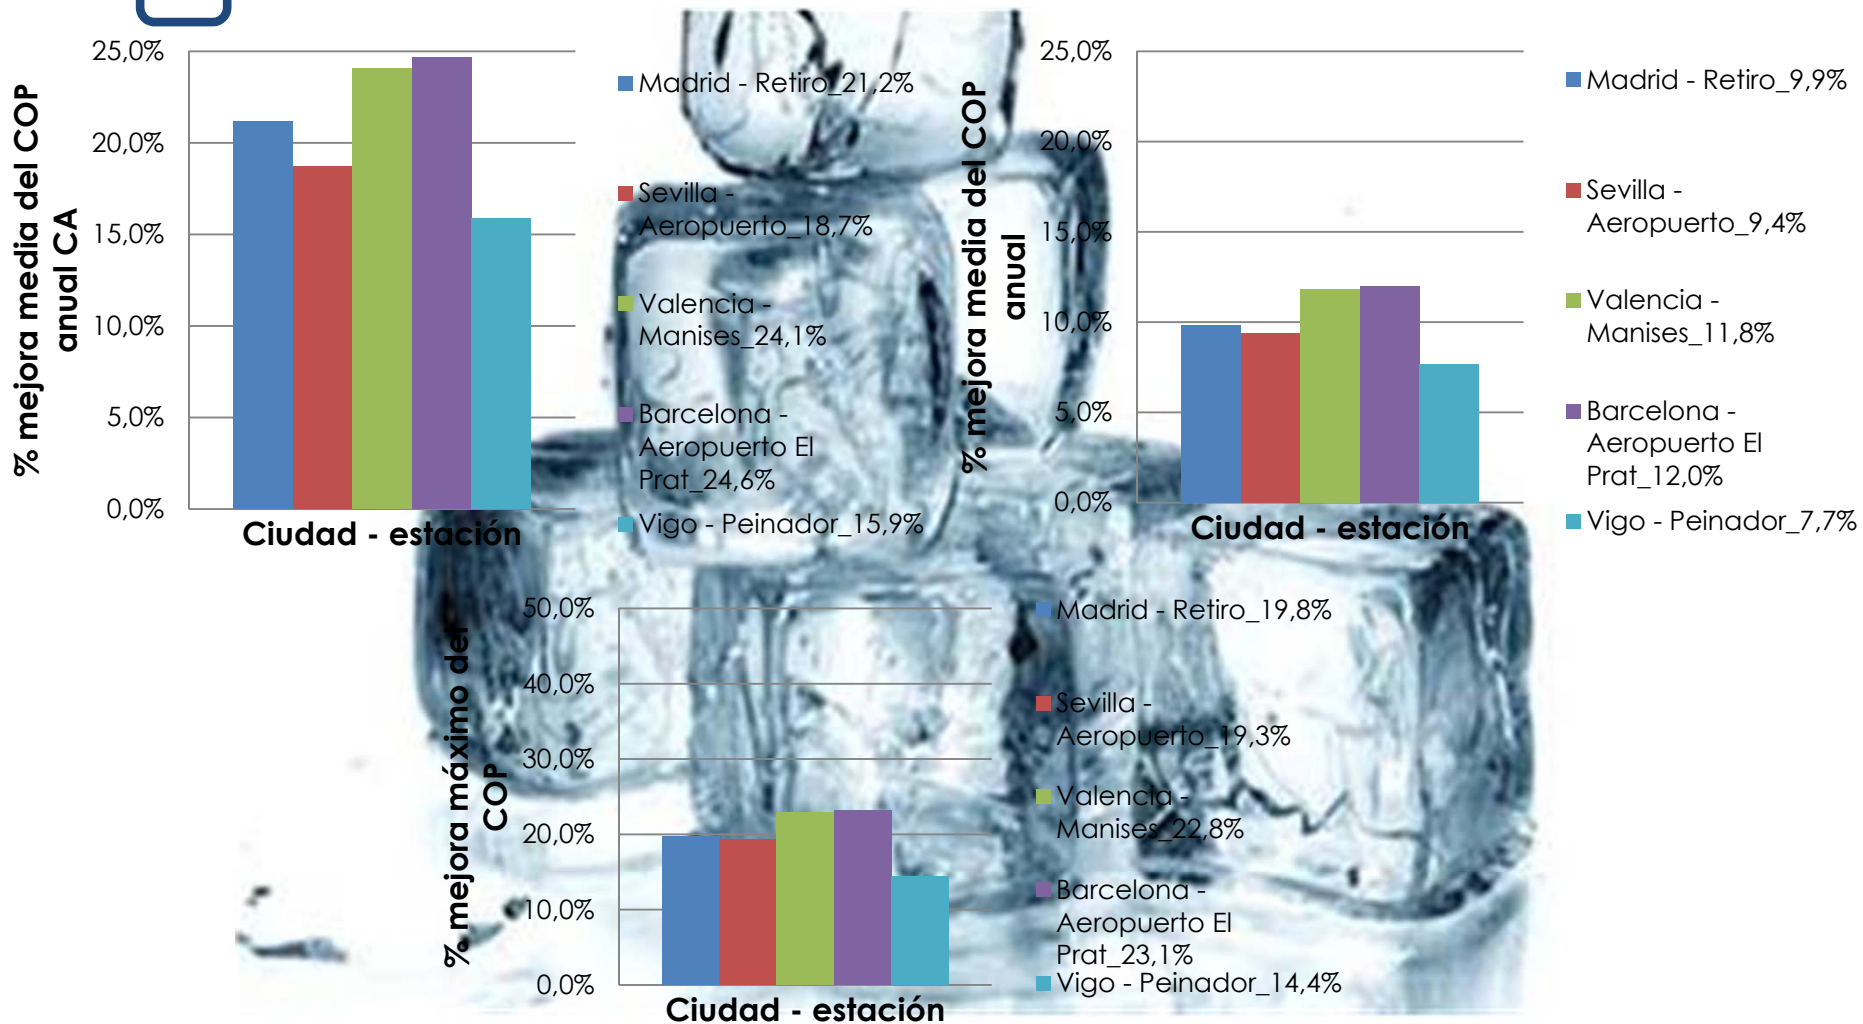 25,0%
20,0%
15,0%
10,0%
5,0%
0,0%
% mejora media del COP
anual CA
Ciudad - estación
Madrid - Retiro_21,2%
Sevilla -
Aeropuerto_18,7%
Valencia -
Manises_24,1%
Barcelona -
Aeropuerto El
Prat_24,6%
Vigo - Peinador_15,9%
25,0%
20,0%
15,0%
10,0%
5,0%
0,0%
% mejora media del COP
anual
Ciudad - estación
Madrid - Retiro_9,9%
Sevilla -
Aeropuerto_9,4%
Valencia -
Manises_11,8%
Barcelona -
Aeropuerto El
Prat_12,0%
Vigo - Peinador_7,7%
50,0%
40,0%
30,0%
20,0%
10,0%
0,0%
% mejora máximo del
COP
Ciudad - estación
Madrid - Retiro_19,8%
Sevilla -
Aeropuerto_19,3%
Valencia -
Manises_22,8%
Barcelona -
Aeropuerto El
Prat_23,1%
Vigo - Peinador_14,4%